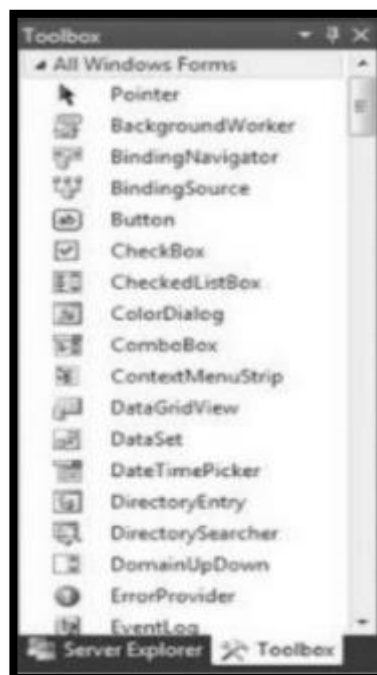 Toolbox
All Windows Forms
Pointer
BackgroundWorker
BindingNavigator
BindingSource
ab Button
CheckBox
CheckedListBox
ColorDialog
ComboBox
ContextMenuStrip
DataGridView
DataSet
DateTimePicker
DirectoryEntry
DirectorySearcher
DomainUpDown
ErrorProvider
EventLog
Server Explorer Toolbox